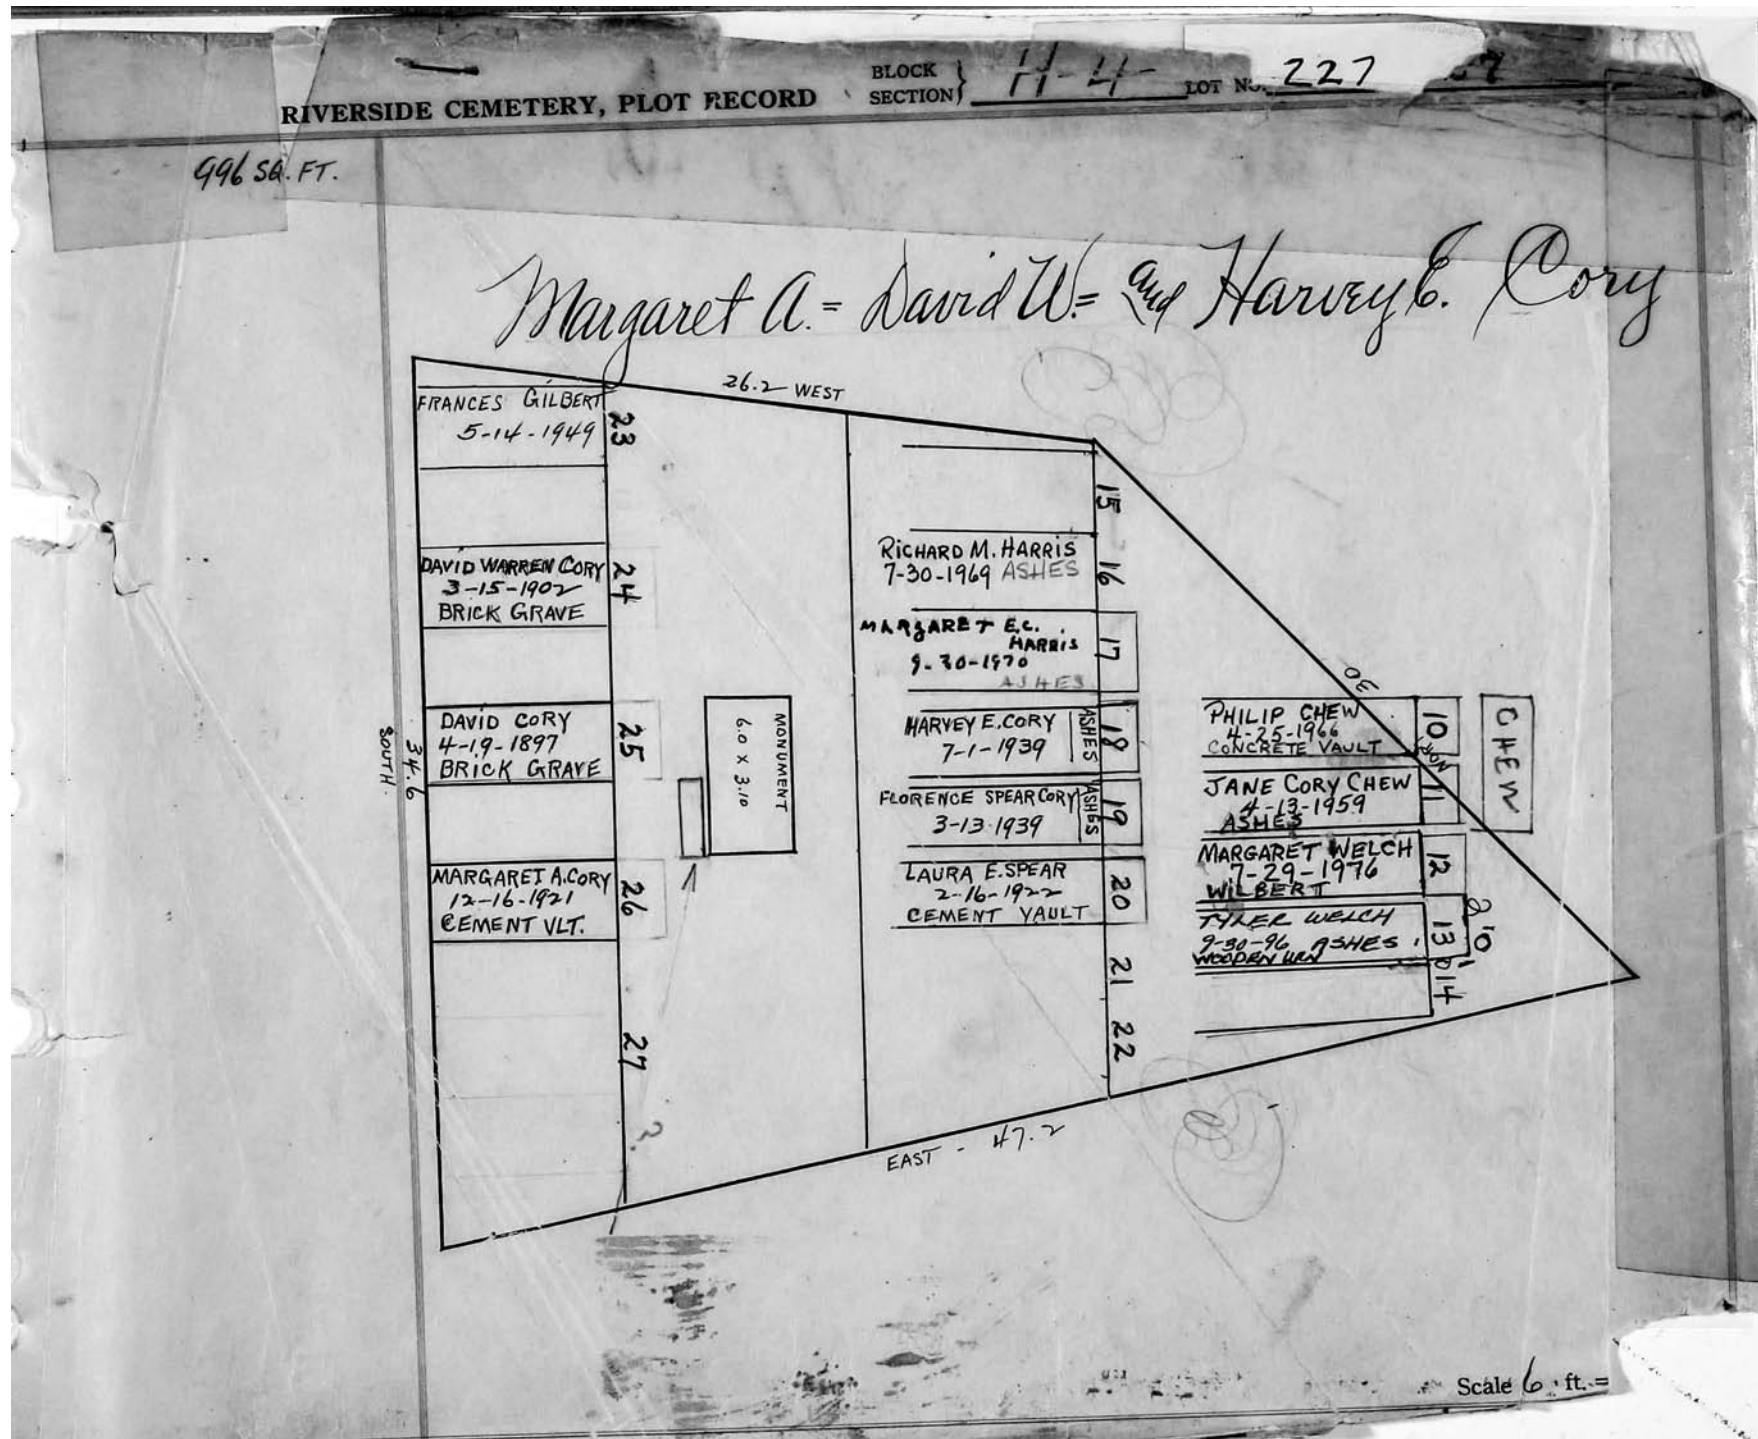 RIVERSIDE CEMETERY, PLOT RECORD
BLOCK
SECTION } H-4- LOT No. 227
996 SQ. FT.
Margaret A. = David W. = and Harvey E. Cory
26.2 WEST
FRANCES GILBERT
5-14-1949
23
DAVID WARREN CORY
3-15-1902
BRICK GRAVE
24
DAVID CORY
4-19-1897
BRICK GRAVE
25
MARGARET A. CORY
12-16-1921
CEMENT VLT.
26
27
?
SOUTH
34.6
MONUMENT
6.0 X 3.10
15
RICHARD M. HARRIS
7-30-1969 ASHES
16
MARGARET E.C.
HARRIS
9-30-1970
ASHES
17
HARVEY E. CORY
7-1-1939
ASHES
18
FLORENCE SPEAR CORY
3-13-1939
ASHES
19
LAURA E. SPEAR
2-16-1922
CEMENT VAULT
20
21
22
30
PHILIP CHEW
4-25-1966
CONCRETE VAULT
10
JANE CORY CHEW
4-13-1959
ASHES
11
MARGARET WELCH
7-29-1976
WILBERT
12
TYLER WELCH
9-30-96 ASHES
WOODEN URN
13
14
CHEW
EAST - 47.2
Scale 6 ft. =